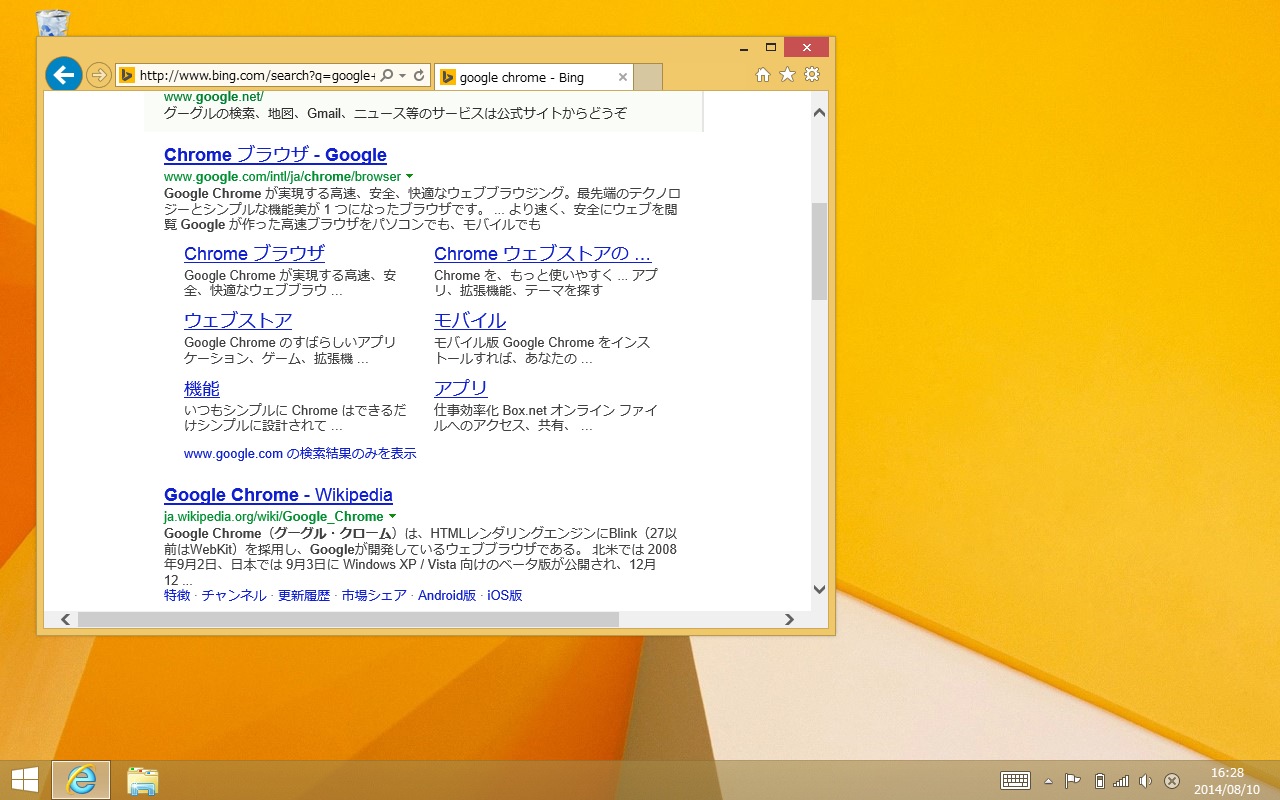 http://www.bing.com/search?q=google+
google chrome - Bing
www.google.net/
グーグルの検索、地図、Gmail、ニュース等のサービスは公式サイトからどうぞ
Chrome ブラウザ - Google
www.google.com/intl/ja/chrome/browser
Google Chrome が実現する高速、安全、快適なウェブブラウジング。最先端のテクノロ
ジーとシンプルな機能美が 1 つになったブラウザです。 ... より速く、安全にウェブを閲
覧 Google が作った高速ブラウザをパソコンでも、モバイルでも
Chrome ブラウザ
Google Chrome が実現する高速、安
全、快適なウェブブラウ ...
Chrome ウェブストアの ...
Chrome を、もっと使いやすく ... アプ
リ、拡張機能、テーマを探す
ウェブストア
Google Chrome のすばらしいアプリ
ケーション、ゲーム、拡張機 ...
モバイル
モバイル版 Google Chrome をインス
トールすれば、あなたの ...
機能
いつもシンプルに Chrome はできるだ
けシンプルに設計されて ...
アプリ
仕事効率化 Box.net オンライン ファイ
ルへのアクセス、共有、 ...
www.google.com の検索結果のみを表示
Google Chrome - Wikipedia
ja.wikipedia.org/wiki/Google_Chrome
Google Chrome（グーグル・クローム）は、HTMLレンダリングエンジンにBlink（27以
前はWebKit）を採用し、Googleが開発しているウェブブラウザである。 北米では 2008
年9月2日、日本では 9月3日に Windows XP / Vista 向けのベータ版が公開され、12月
12 ...
特徴 · チャンネル · 更新履歴 · 市場シェア · Android版 · iOS版
16:28
2014/08/10